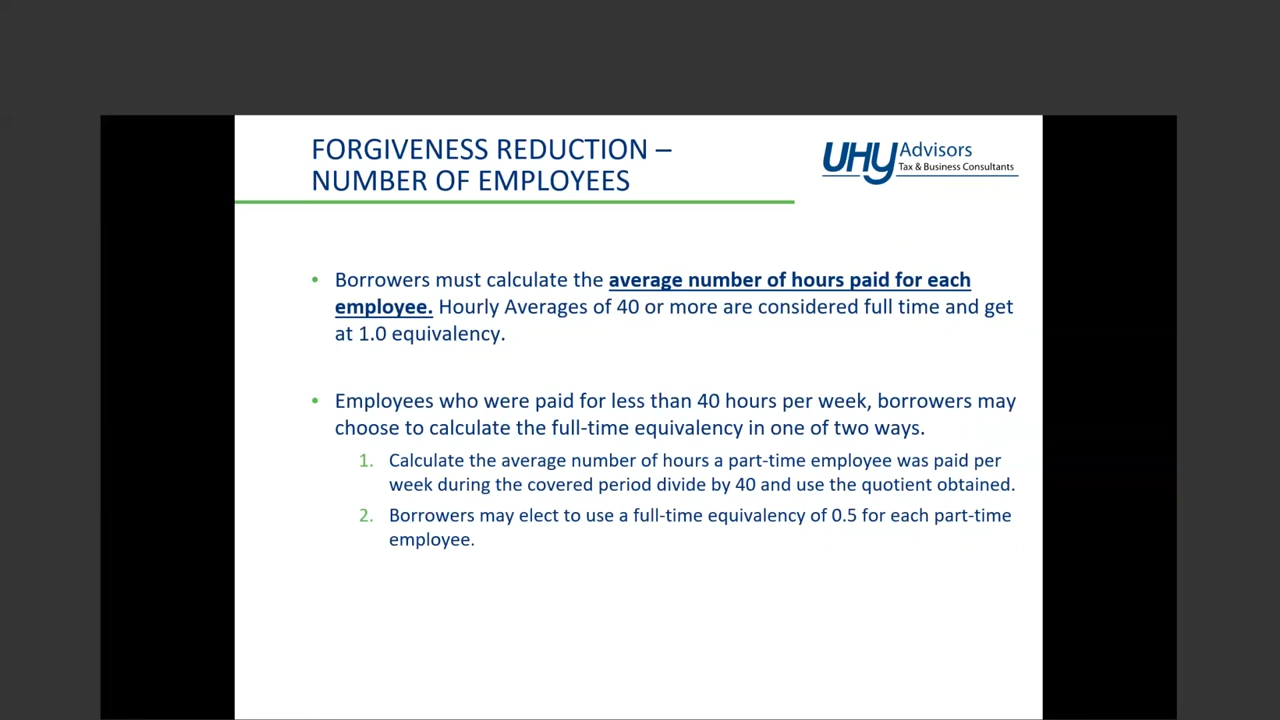 FORGIVENESS REDUCTION –
NUMBER OF EMPLOYEES
UHY Advisors
Tax & Business Consultants
• Borrowers must calculate the average number of hours paid for each
employee. Hourly Averages of 40 or more are considered full time and get
at 1.0 equivalency.
• Employees who were paid for less than 40 hours per week, borrowers may
choose to calculate the full-time equivalency in one of two ways.
1. Calculate the average number of hours a part-time employee was paid per
week during the covered period divide by 40 and use the quotient obtained.
2. Borrowers may elect to use a full-time equivalency of 0.5 for each part-time
employee.